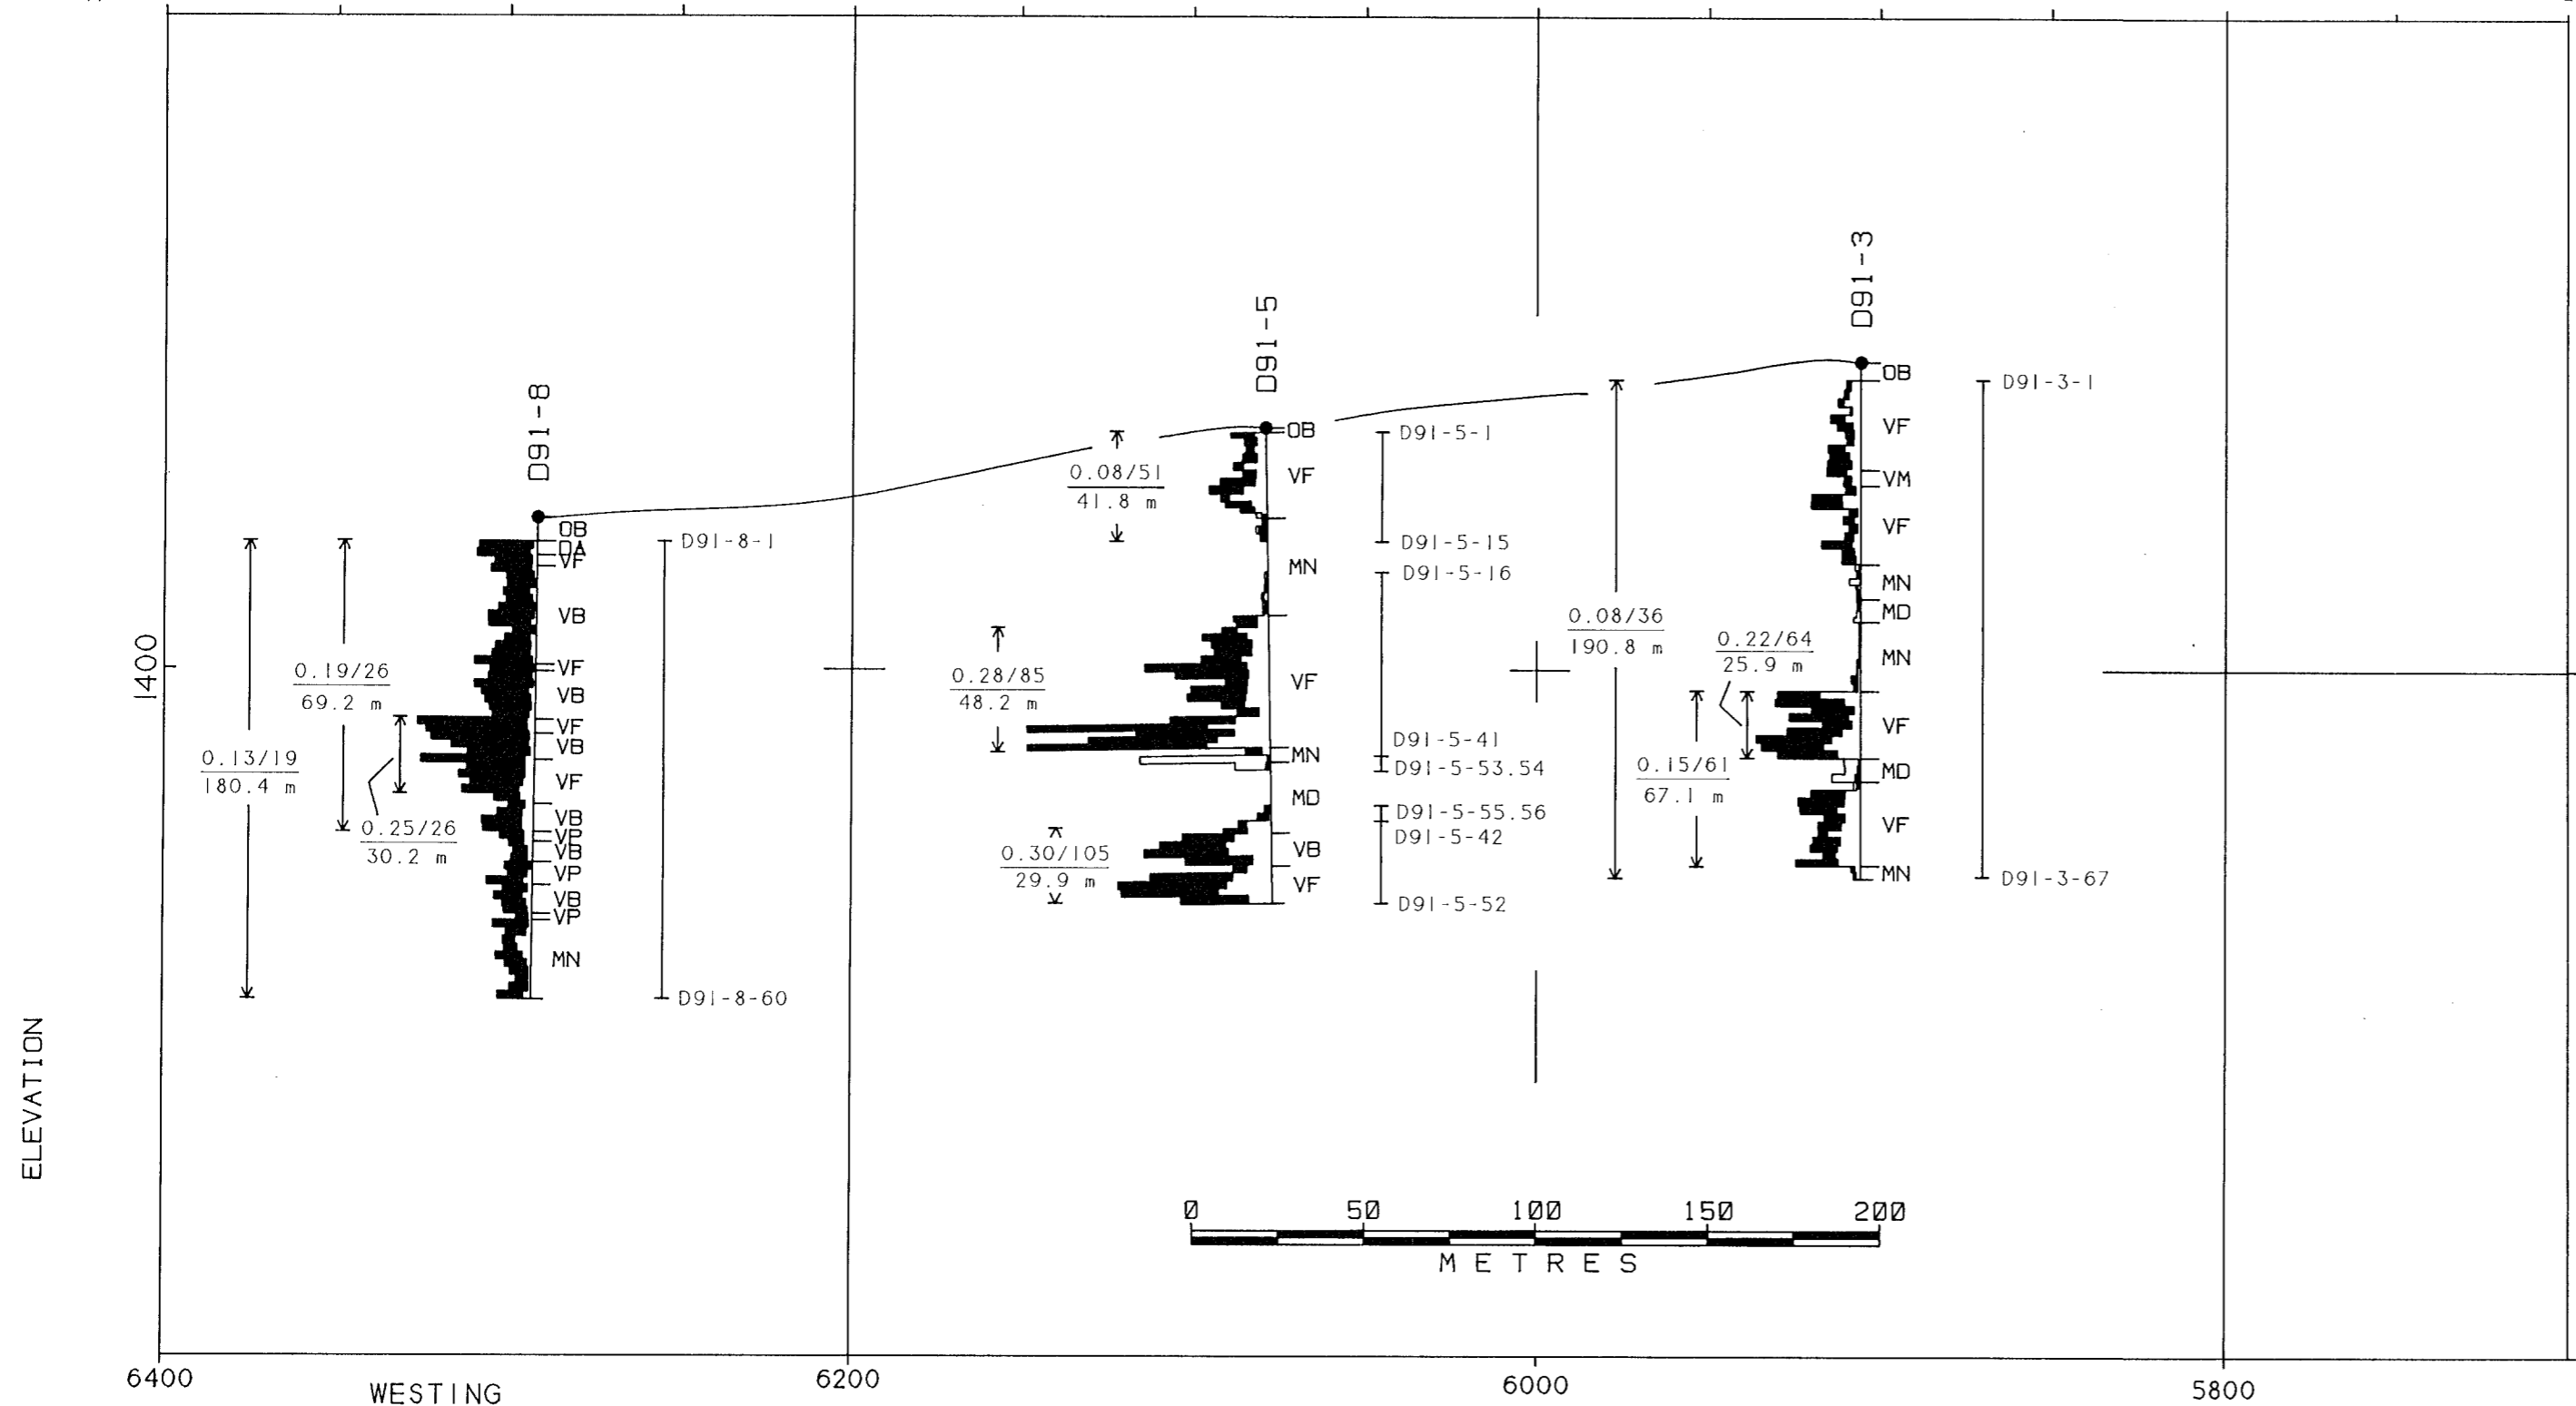 D91-8
D91-5
D91-3
OB
DA
VF
VB
VF
VB
VF
VB
VF
VB
VP
VB
VP
VB
VP
MN
D91-8-1
D91-8-60
0.13/19
180.4 m
0.19/26
69.2 m
0.25/26
30.2 m
OB
VF
MN
VF
MN
MD
VB
VF
D91-5-1
D91-5-15
D91-5-16
D91-5-41
D91-5-53.54
D91-5-55.56
D91-5-42
D91-5-52
0.08/51
41.8 m
0.28/85
48.2 m
0.30/105
29.9 m
OB
VF
VM
VF
MN
MD
MN
VF
MD
VF
MN
D91-3-1
D91-3-67
0.08/36
190.8 m
0.22/64
25.9 m
0.15/61
67.1 m
1400
ELEVATION
0 50 100 150 200
METRES
6400 6200 6000 5800
WESTING